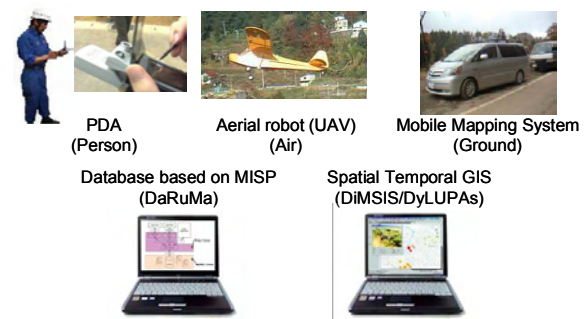 PDA
(Person)
Aerial robot (UAV)
(Air)
Mobile Mapping System
(Ground)
Database based on MISP
(DaRuMa)
Spatial Temporal GIS
(DiMSIS/DyLUPAs)